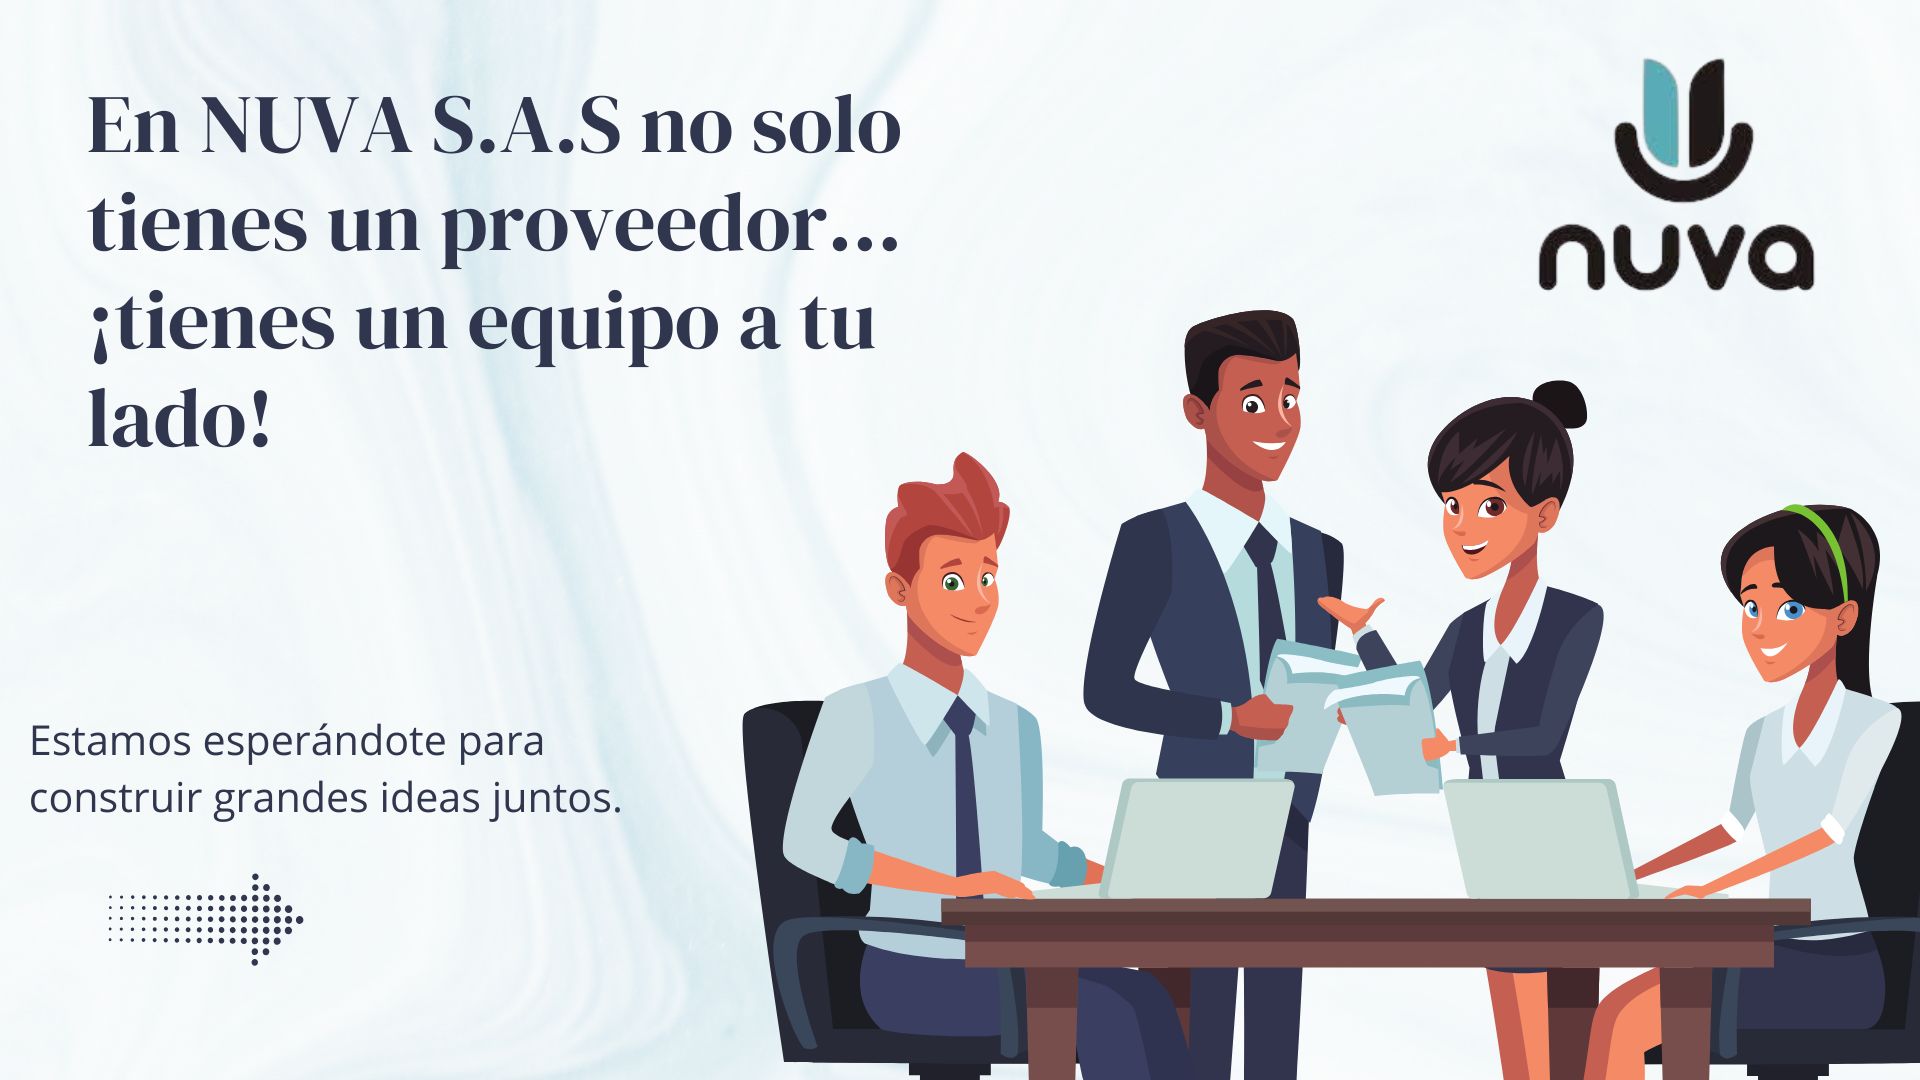 En NUVA S.A.S no solo
tienes un proveedor...
¡tienes un equipo a tu
lado!
nuva
Estamos esperándote para
construir grandes ideas juntos.